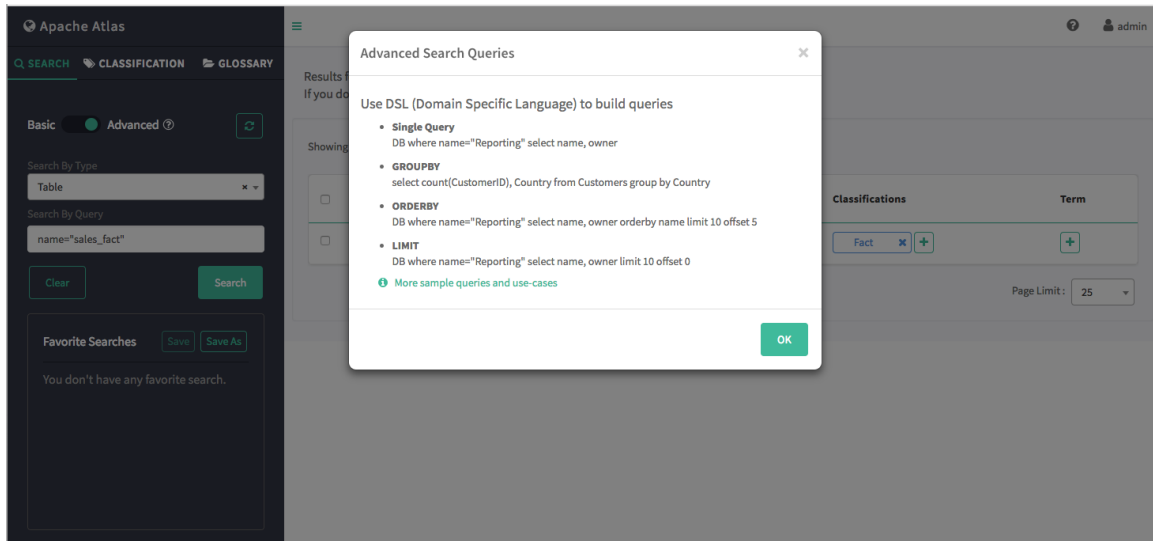 Apache Atlas
admin
SEARCH CLASSIFICATION GLOSSARY
Basic Advanced
Search By Type
Table
Search By Query
name="sales_fact"
Clear Search
Favorite Searches Save Save As
You don't have any favorite search.
Results f
If you do
Showing
Classifications Term
Fact
Page Limit : 25
Advanced Search Queries
Use DSL (Domain Specific Language) to build queries
Single Query
DB where name="Reporting" select name, owner
GROUPBY
select count(CustomerID), Country from Customers group by Country
ORDERBY
DB where name="Reporting" select name, owner orderby name limit 10 offset 5
LIMIT
DB where name="Reporting" select name, owner limit 10 offset 0
More sample queries and use-cases
OK